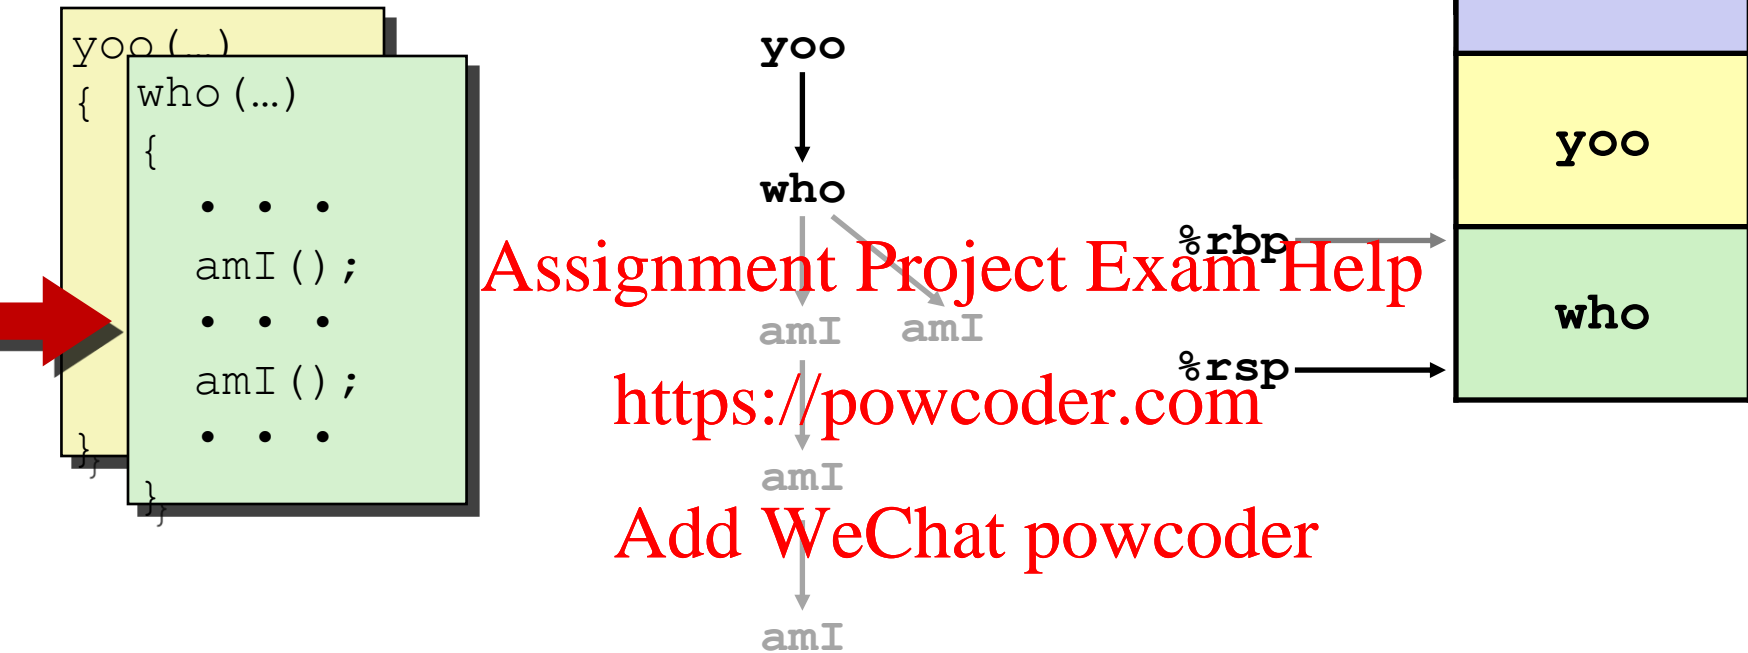 yoo(…)
{
}
who(…)
{
• • •
amI();
• • •
amI();
• • •
}
yoo
who
amI amI
amI
amI
%rbp
%rsp
yoo
who
Assignment Project Exam Help
https://powcoder.com
Add WeChat powcoder